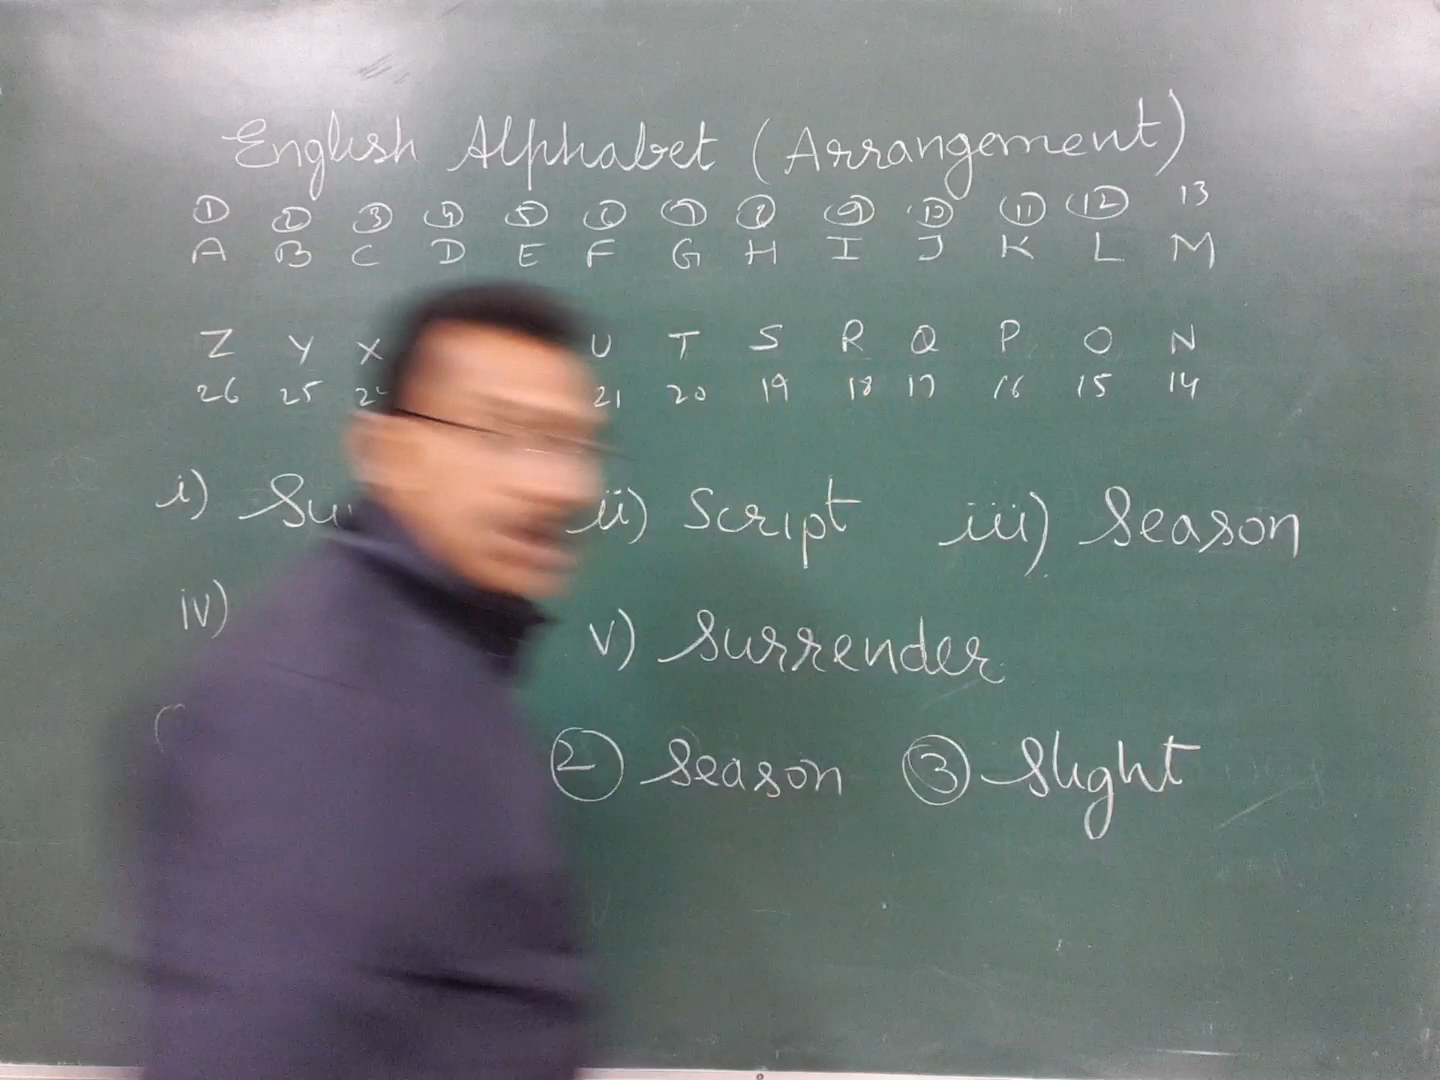 English Alphabet (Arrangement)
1 2 3 4 5 6 7 8 9 10 11 12 13
A B C D E F G H I J K L M
Z Y X U T S R Q P O N
26 25 21 20 19 18 17 16 15 14
i) ii) Script iii) Season
iv) v) Surrender
2 Season 3 Slight